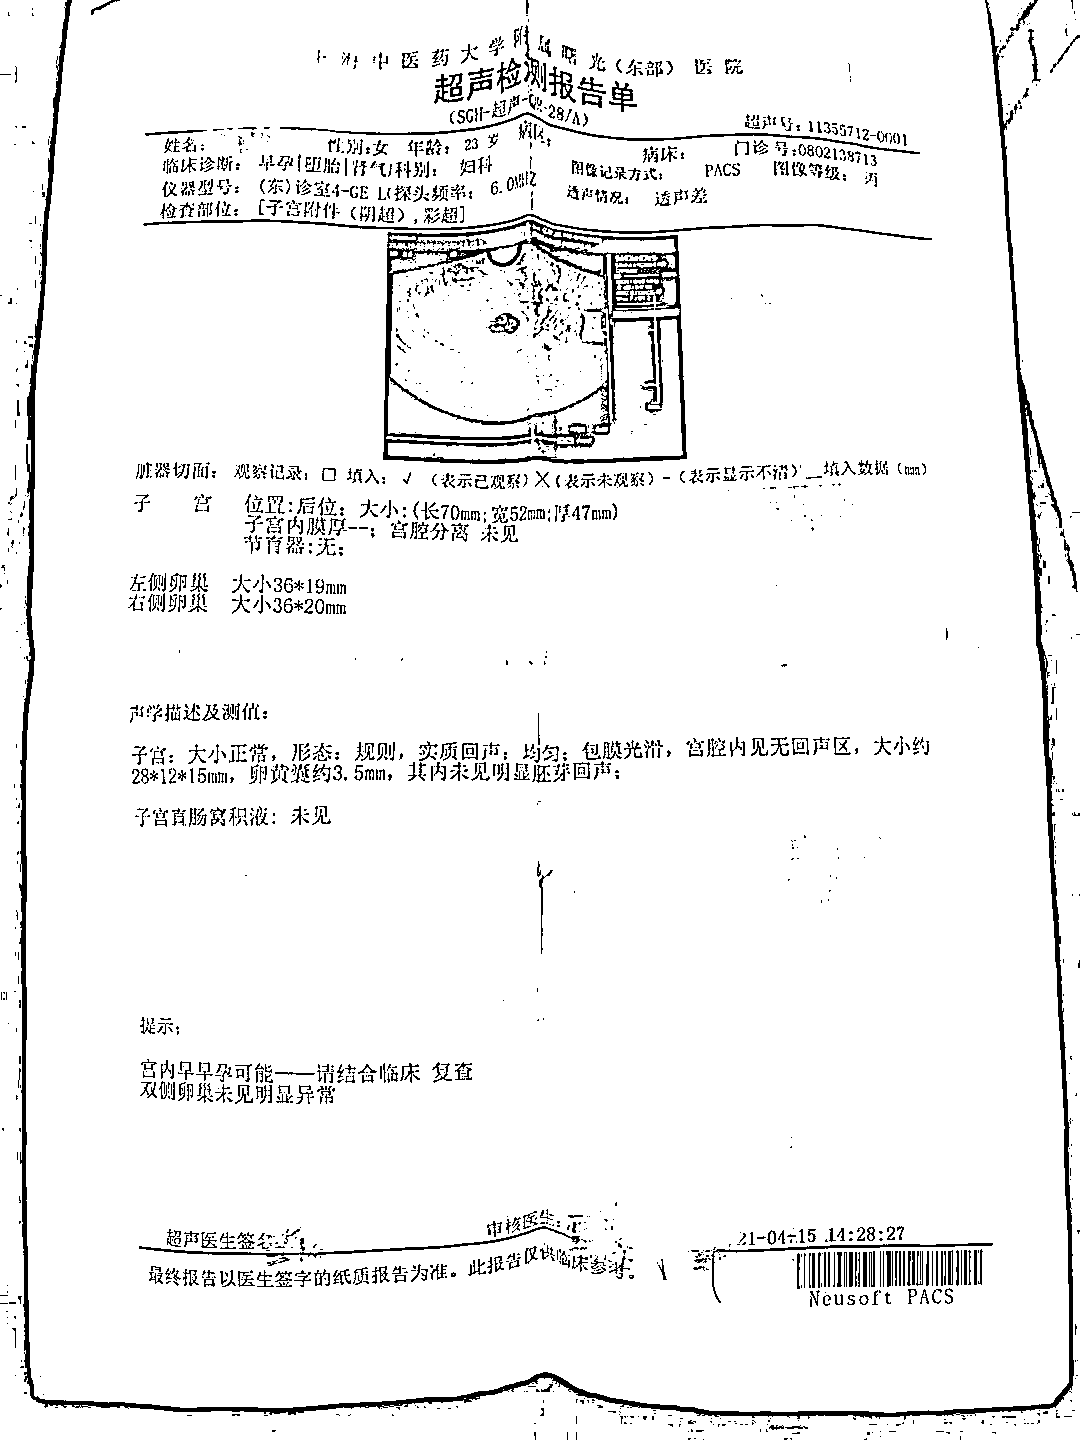 上海中医药大学附属曙光（东部）医院
超声检测报告单
(SGH-超声-QR-28/A)
超声号：11355712-0001
姓名： 性别：女 年龄：23 岁 病区： 病床： 门诊号:0802138713
临床诊断：早孕|堕胎|肾气 科别：妇科 图像记录方式： PACS 图像等级：丙
仪器型号：(东)诊室4-GE L 探头频率：6.0MHZ 透声情况： 透声差
检查部位：[子宫附件（阴超）,彩超]
脏器切面：观察记录：□ 填入：√ （表示已观察）X（表示未观察）-（表示显示不清）__填入数据（mm）
子 宫 位置:后位；大小:(长70mm;宽52mm;厚47mm)
子宫内膜厚--；宫腔分离 未见
节育器:无；
左侧卵巢 大小36*19mm
右侧卵巢 大小36*20mm
声学描述及测值：
子宫：大小正常，形态：规则，实质回声：均匀；包膜光滑，宫腔内见无回声区，大小约
28*12*15mm，卵黄囊约3.5mm，其内未见明显胚芽回声；
子宫直肠窝积液：未见
提示：
宫内早早孕可能——请结合临床 复查
双侧卵巢未见明显异常
审核医生：
超声医生签名
21-04-15 14:28:27
最终报告以医生签字的纸质报告为准。此报告仅供临床参考。
Neusoft PACS